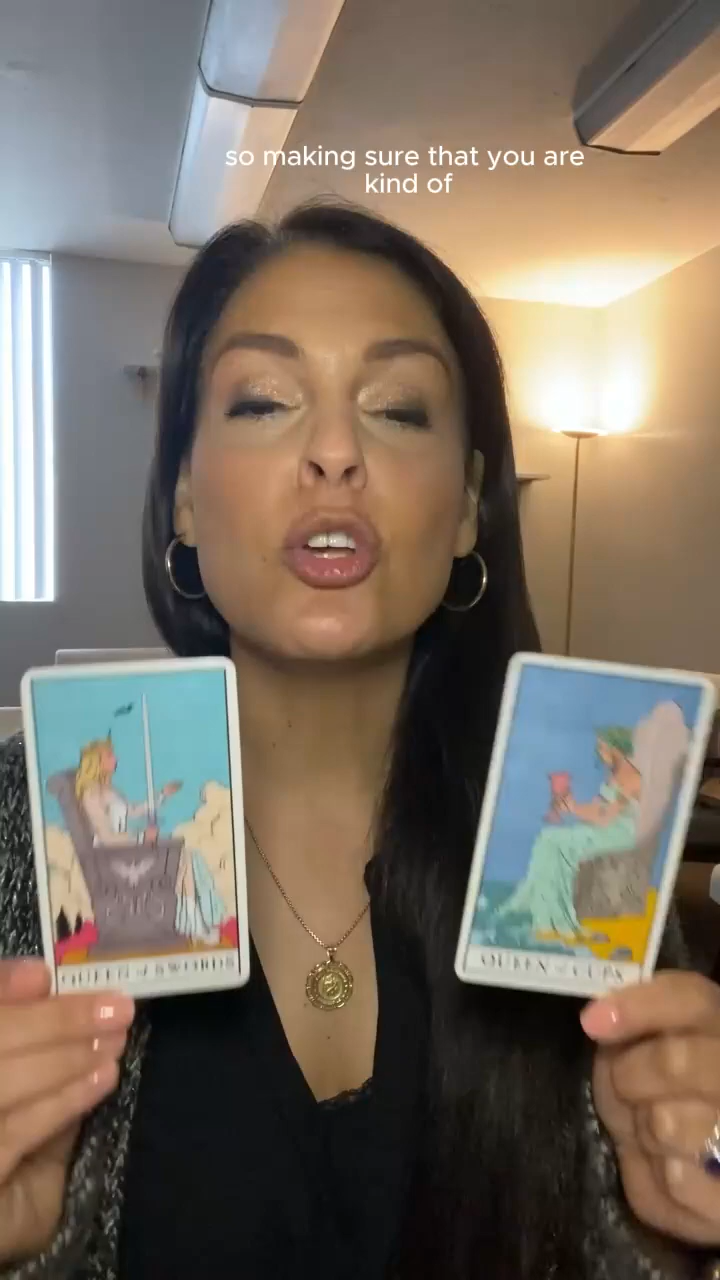 so making sure that you are
kind of
QUEEN of SWORDS
QUEEN of CUPS